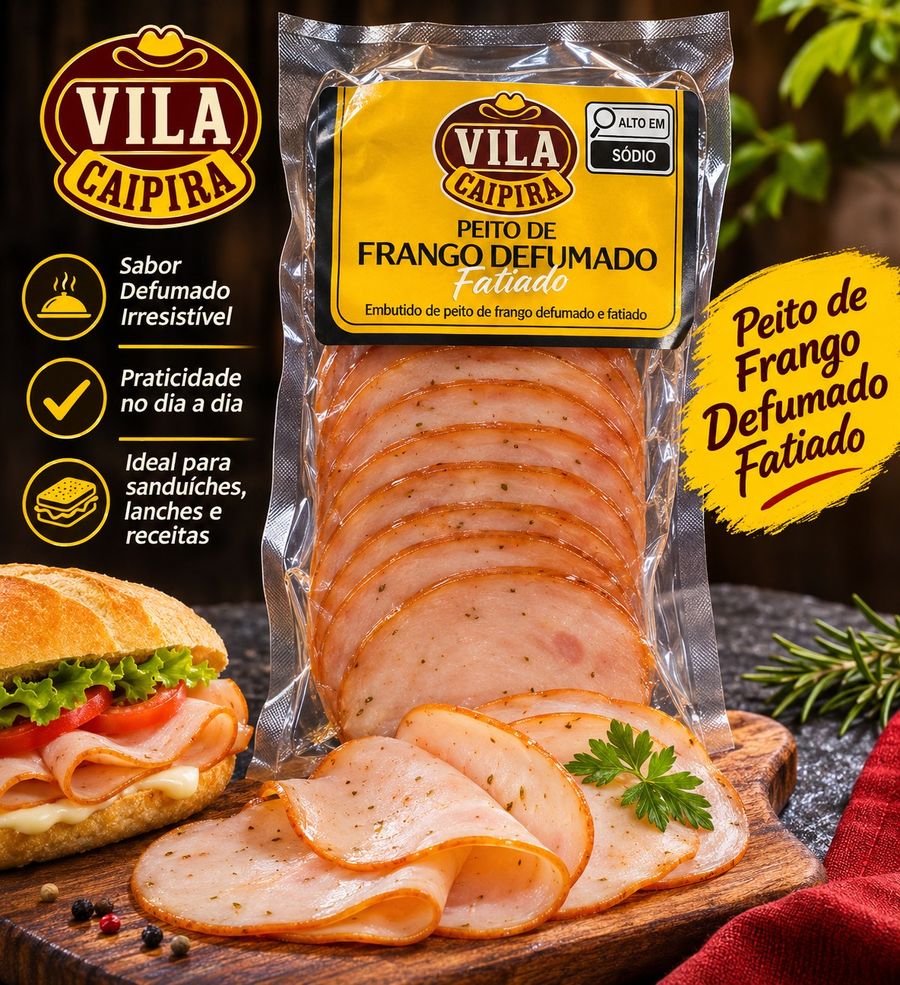 VILA
CAIPIRA
Sabor
Defumado
Irresistível
Praticidade
no dia a dia
Ideal para
sanduíches,
lanches e
receitas
VILA
CAIPIRA
ALTO EM
SÓDIO
PEITO DE
FRANGO DEFUMADO
Fatiado
Embutido de peito de frango defumado e fatiado
Peito de
Frango
Defumado
Fatiado